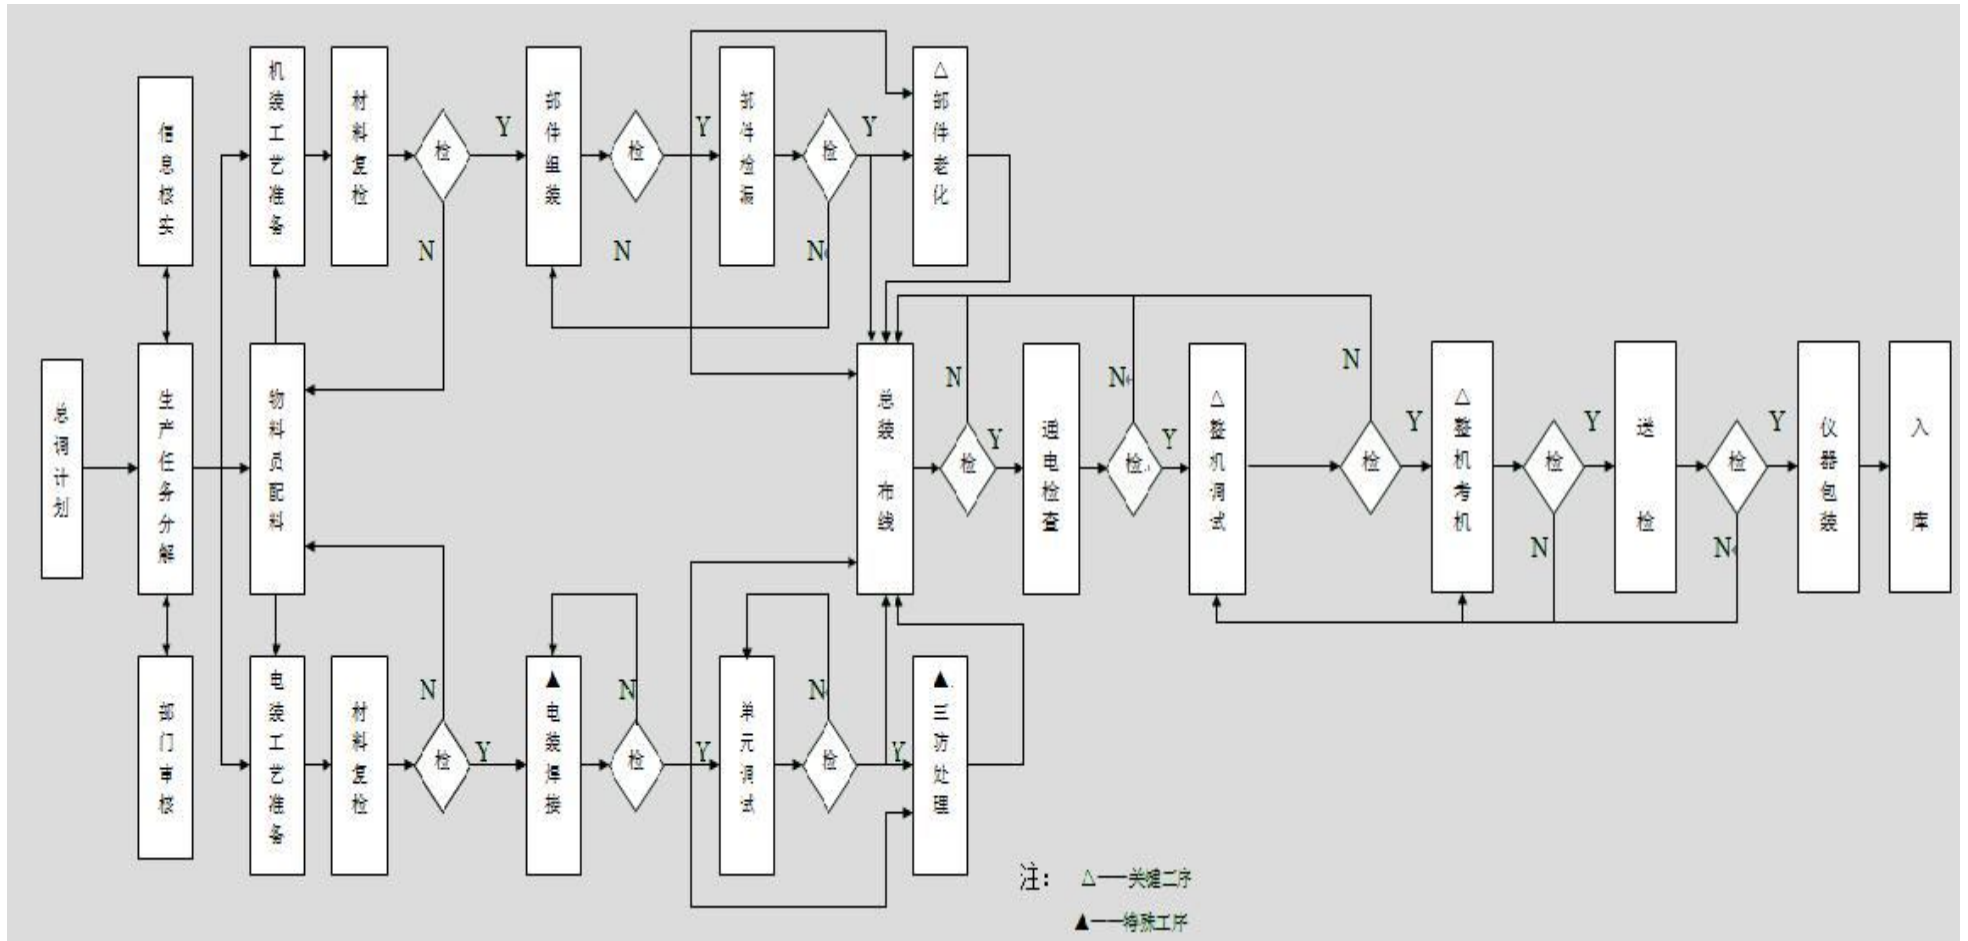 总调计划
信息核实
生产任务分解
部门审核
机装工艺准备
物料员配料
电装工艺准备
材料复检
检
Y
N
部件组装
检
Y
N
部件检漏
检
Y
N
△部件老化
材料复检
检
N
Y
▲电装焊接
检
N
Y
单元调试
检
N
Y
▲三防处理
总装 布线
检
N
Y
通电检查
检
N
Y
△整机调试
检
N
Y
△整机考机
检
Y
N
送检
检
Y
N
仪器包装
入库
注：
△——关键工序
▲——特殊工序